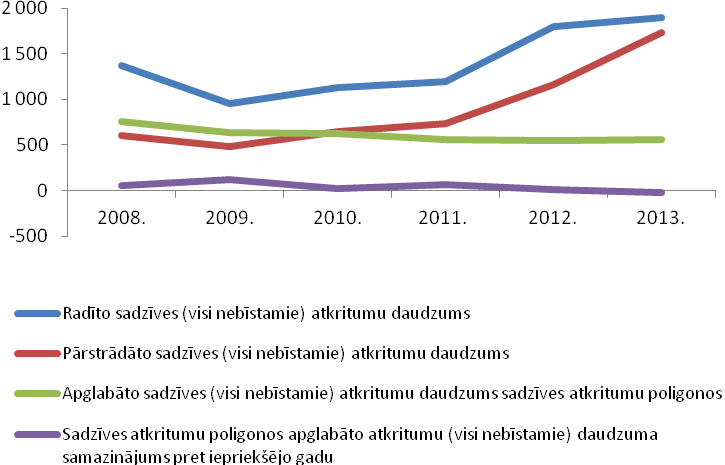 2 000
1 500
1 000
500
0
-500
2008. 2009. 2010. 2011. 2012. 2013.
Radīto sadzīves (visi nebīstamie) atkritumu daudzums
Pārstrādāto sadzīves (visi nebīstamie) atkritumu daudzums
Apglabāto sadzīves (visi nebīstamie) atkritumu daudzums sadzīves atkritumu poligonos
Sadzīves atkritumu poligonos apglabāto atkritumu (visi nebīstamie) daudzuma
samazinājums pret iepriekšējo gadu